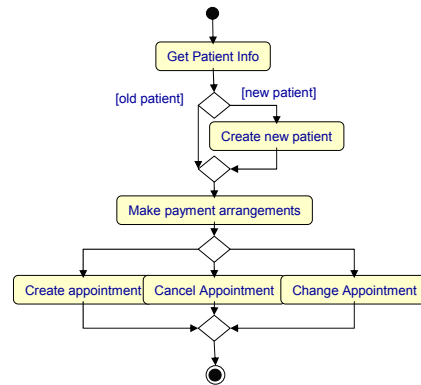 Get Patient Info
[old patient]
[new patient]
Create new patient
Make payment arrangements
Create appointment
Cancel Appointment
Change Appointment